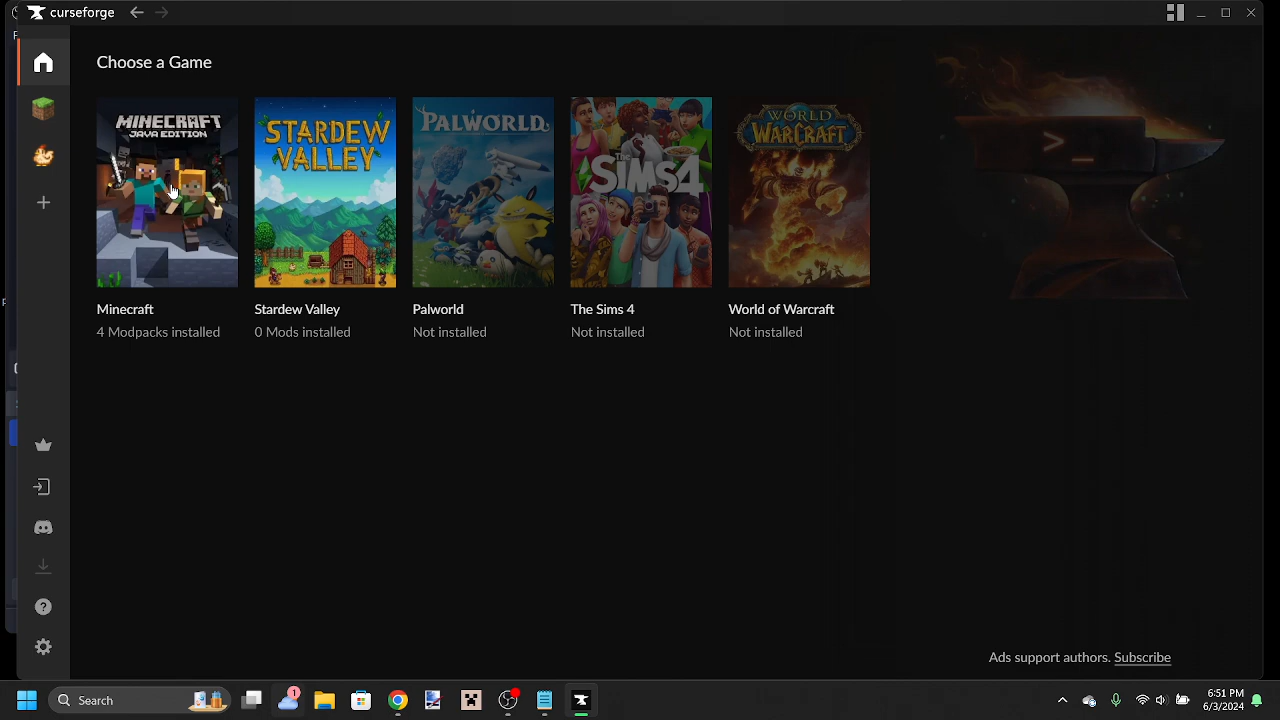 curseforge
Choose a Game
MINECRAFT
JAVA EDITION
STARDEW
VALLEY
PALWORLD
The
SIMS4
WORLD
OF
WARCRAFT
Minecraft
Stardew Valley
Palworld
The Sims 4
World of Warcraft
4 Modpacks installed
0 Mods installed
Not installed
Not installed
Not installed
Ads support authors. Subscribe
Search
1
6:51 PM
6/3/2024